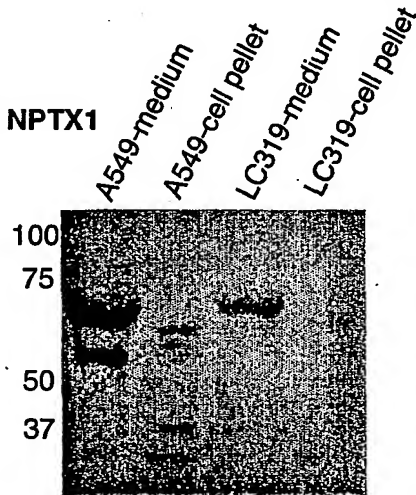 NPTX1
A549-medium
A549-cell pellet
LC319-medium
LC319-cell pellet
100
75
50
37